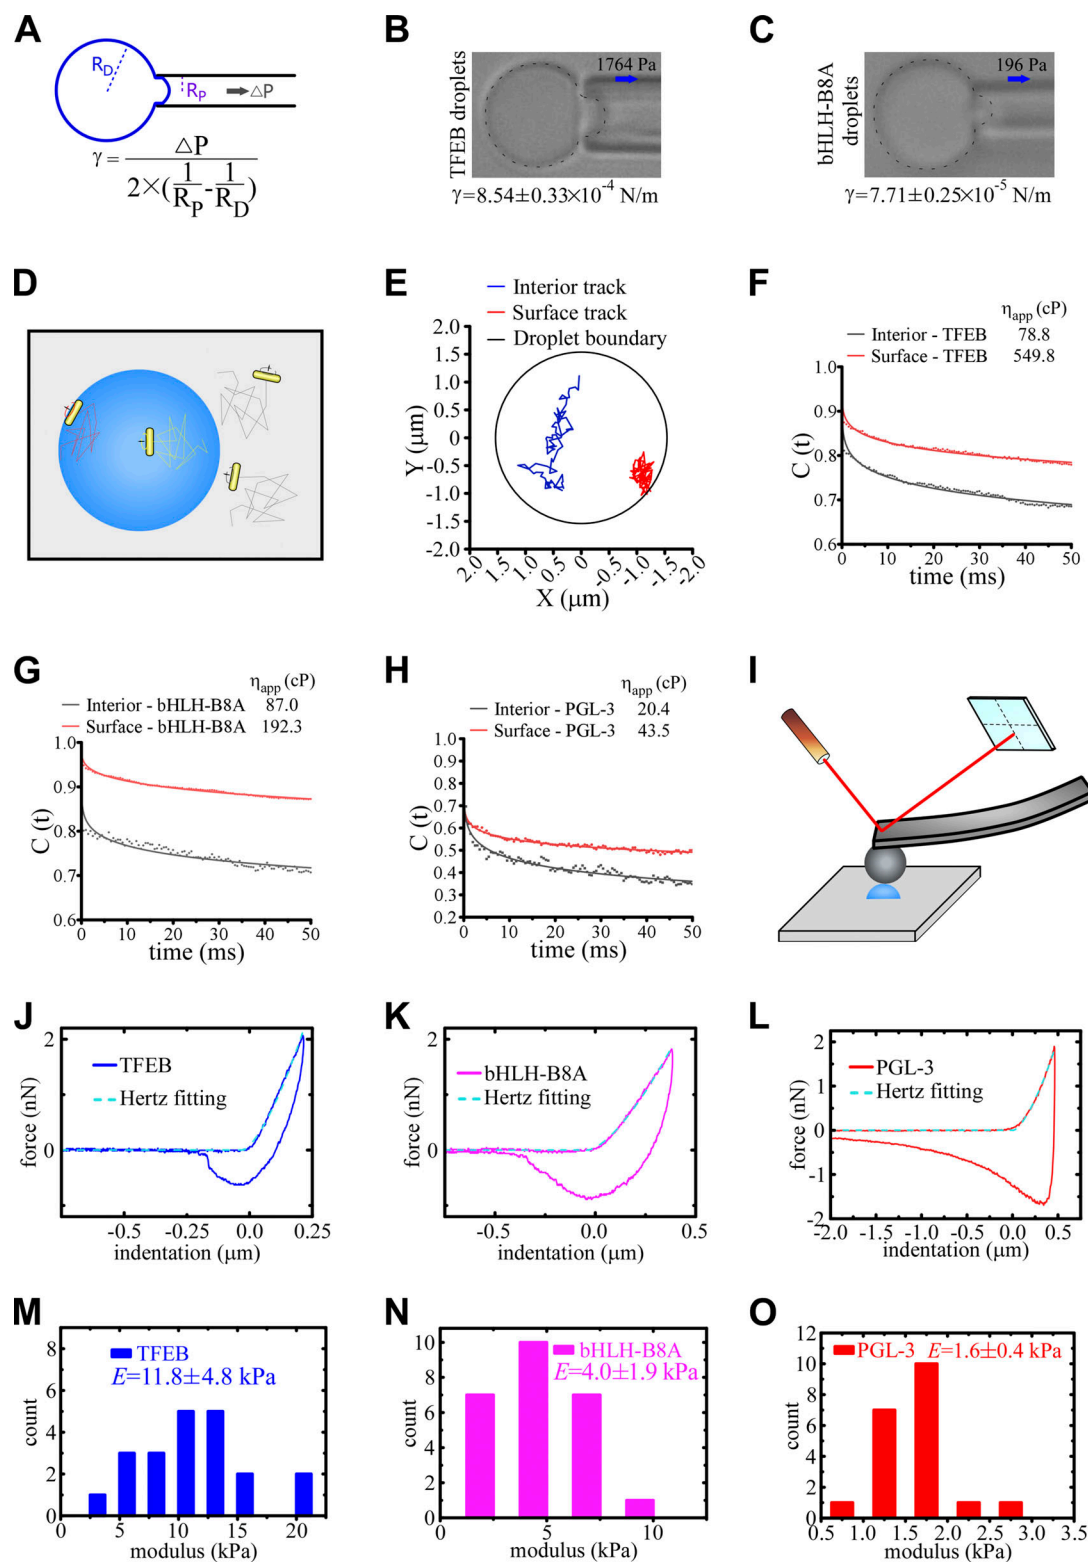 A
R_D
R_P
△P
γ = △P / 2×(1/R_P - 1/R_D)
B
TFEB droplets
1764 Pa
γ=8.54±0.33×10^-4 N/m
C
bHLH-B8A
droplets
196 Pa
γ=7.71±0.25×10^-5 N/m
D
E
Interior track
Surface track
Droplet boundary
2.0
1.5
1.0
0.5
0
-0.5
-1.0
-1.5
-2.0
Y (μm)
2.0 1.5 1.0 0.5 0 -0.5 -1.0 -1.5 -2.0
X (μm)
F
η_app (cP)
Interior - TFEB 78.8
Surface - TFEB 549.8
1.0
0.9
0.8
0.7
0.6
C (t)
0 10 20 30 40 50
time (ms)
G
η_app (cP)
Interior - bHLH-B8A 87.0
Surface - bHLH-B8A 192.3
1.0
0.9
0.8
0.7
0.6
C (t)
0 10 20 30 40 50
time (ms)
H
η_app (cP)
Interior - PGL-3 20.4
Surface - PGL-3 43.5
1.0
0.9
0.8
0.7
0.6
0.5
0.4
0.3
0.2
C (t)
0 10 20 30 40 50
time (ms)
I
J
TFEB
Hertz fitting
2
0
force (nN)
-0.5 -0.25 0.0 0.25
indentation (μm)
K
bHLH-B8A
Hertz fitting
2
0
force (nN)
-0.5 0.0 0.5
indentation (μm)
L
PGL-3
Hertz fitting
2
1
0
-1
-2
force (nN)
-2.0 -1.5 -1.0 -0.5 0.0 0.5
indentation (μm)
M
TFEB
E=11.8±4.8 kPa
8
6
4
2
0
count
0 5 10 15 20
modulus (kPa)
N
bHLH-B8A
E=4.0±1.9 kPa
10
8
6
4
2
0
count
0 5 10
modulus (kPa)
O
PGL-3 E=1.6±0.4 kPa
12
10
8
6
4
2
0
count
0.5 1.0 1.5 2.0 2.5 3.0 3.5
modulus (kPa)